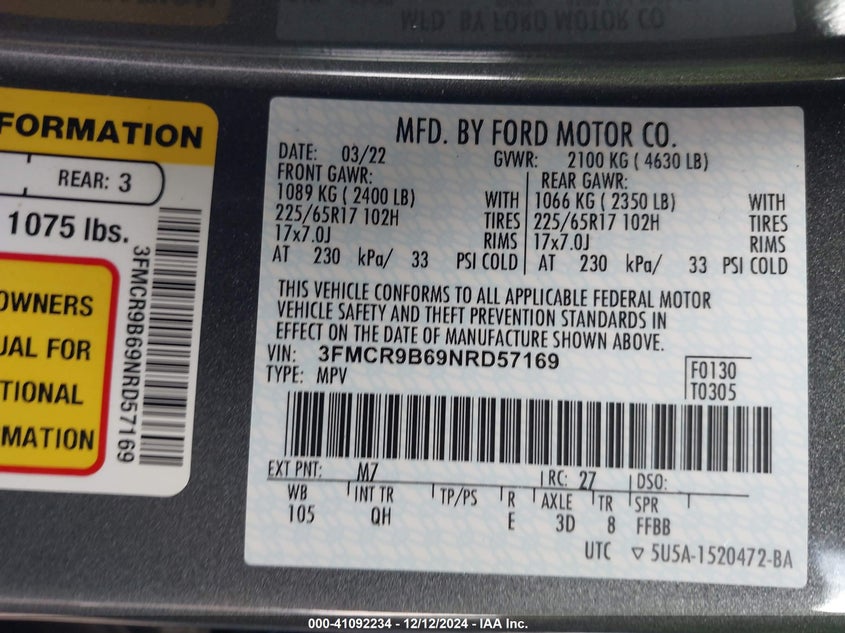 MFD. BY FORD MOTOR CO.
FORMATION
REAR: 3
1075 lbs.
3FMCR9B69NRD57169
OWNERS
UAL FOR
TIONAL
MATION
MFD. BY FORD MOTOR CO.
DATE: 03/22 GVWR: 2100 KG ( 4630 LB)
FRONT GAWR: REAR GAWR:
1089 KG ( 2400 LB) WITH 1066 KG ( 2350 LB) WITH
225/65R17 102H TIRES 225/65R17 102H TIRES
17x7.0J RIMS 17x7.0J RIMS
AT 230 kPa/ 33 PSI COLD AT 230 kPa/ 33 PSI COLD
THIS VEHICLE CONFORMS TO ALL APPLICABLE FEDERAL MOTOR
VEHICLE SAFETY AND THEFT PREVENTION STANDARDS IN
EFFECT ON THE DATE OF MANUFACTURE SHOWN ABOVE.
VIN: 3FMCR9B69NRD57169
TYPE: MPV
F0130
T0305
EXT PNT: M7 RC: 27 DSO:
WB INT TR TP/PS R AXLE TR SPR
105 QH E 3D 8 FFBB
UTC ▽ 5U5A-1520472-BA
000-41092234 - 12/12/2024 - IAA Inc.